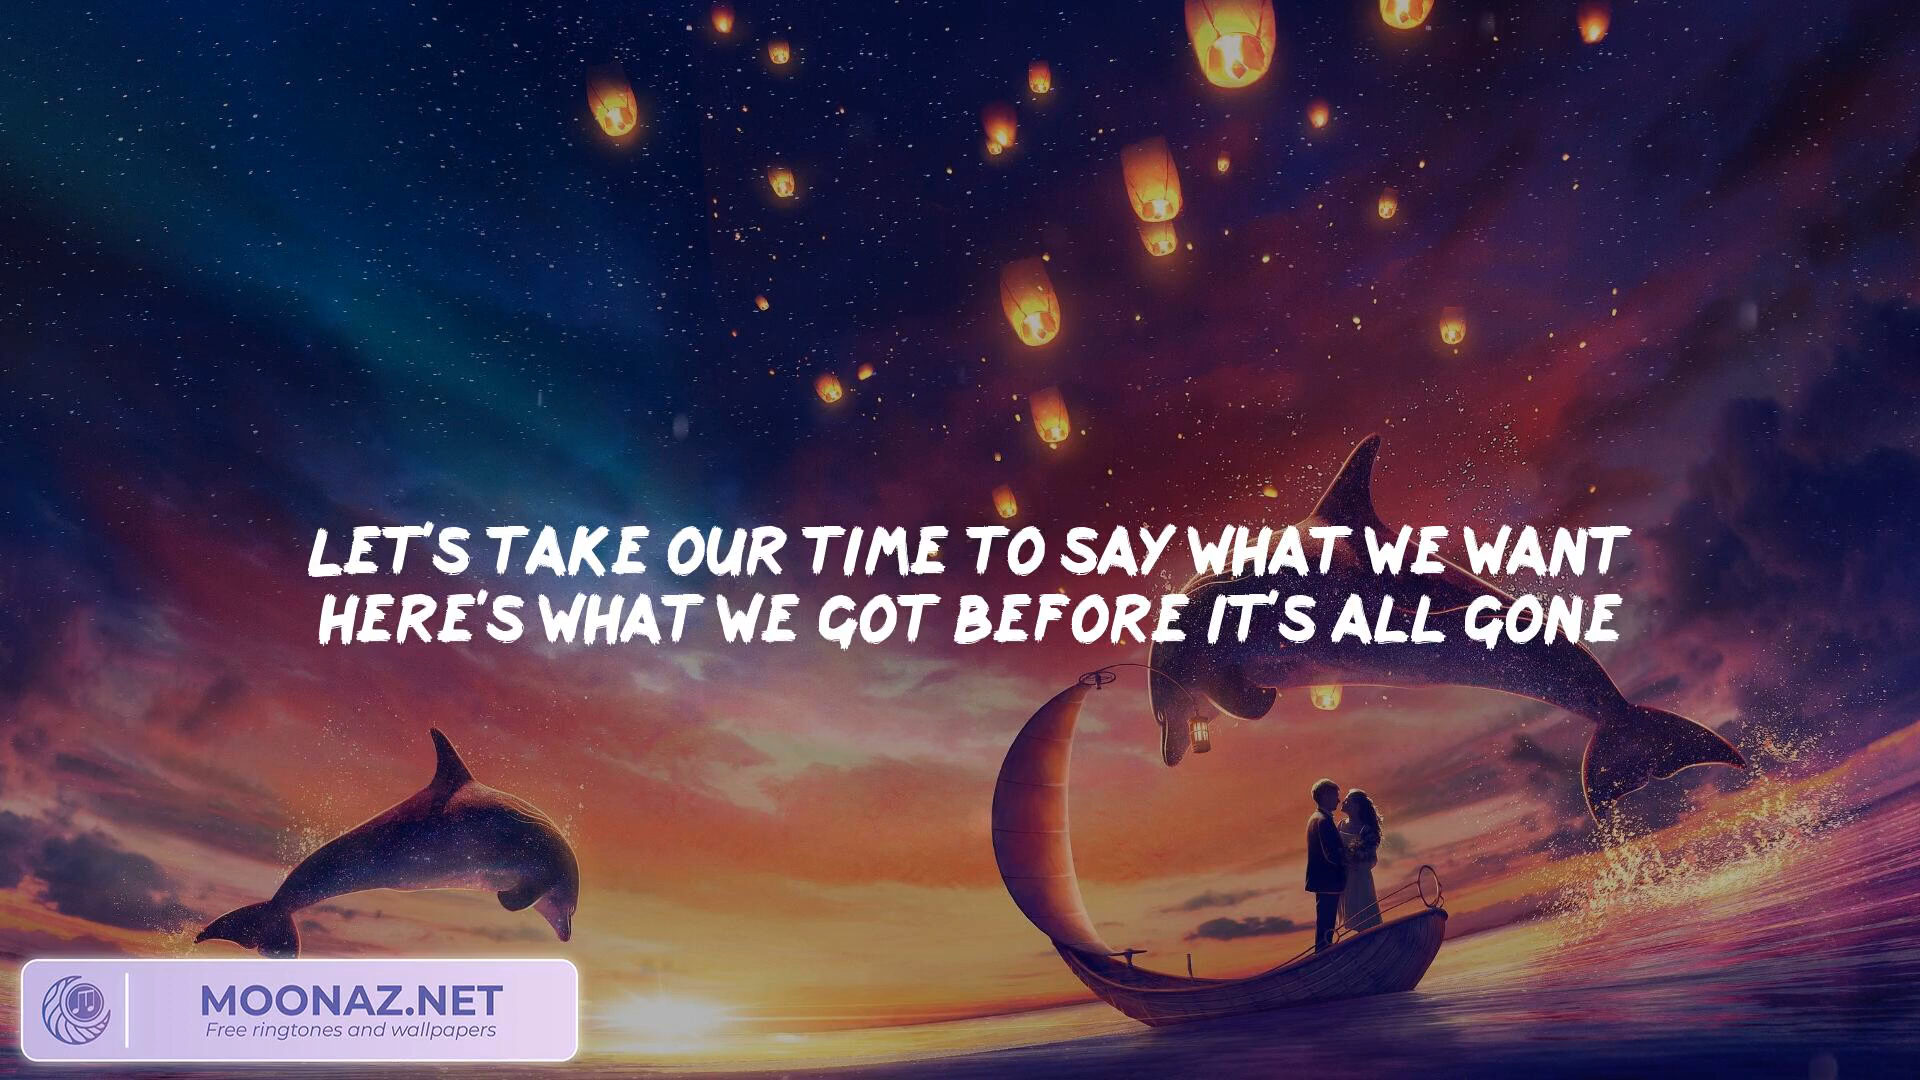 LET'S TAKE OUR TIME TO SAY WHAT WE WANT
HERE'S WHAT WE GOT BEFORE IT'S ALL GONE
MOONAZ.NET
Free ringtones and wallpapers